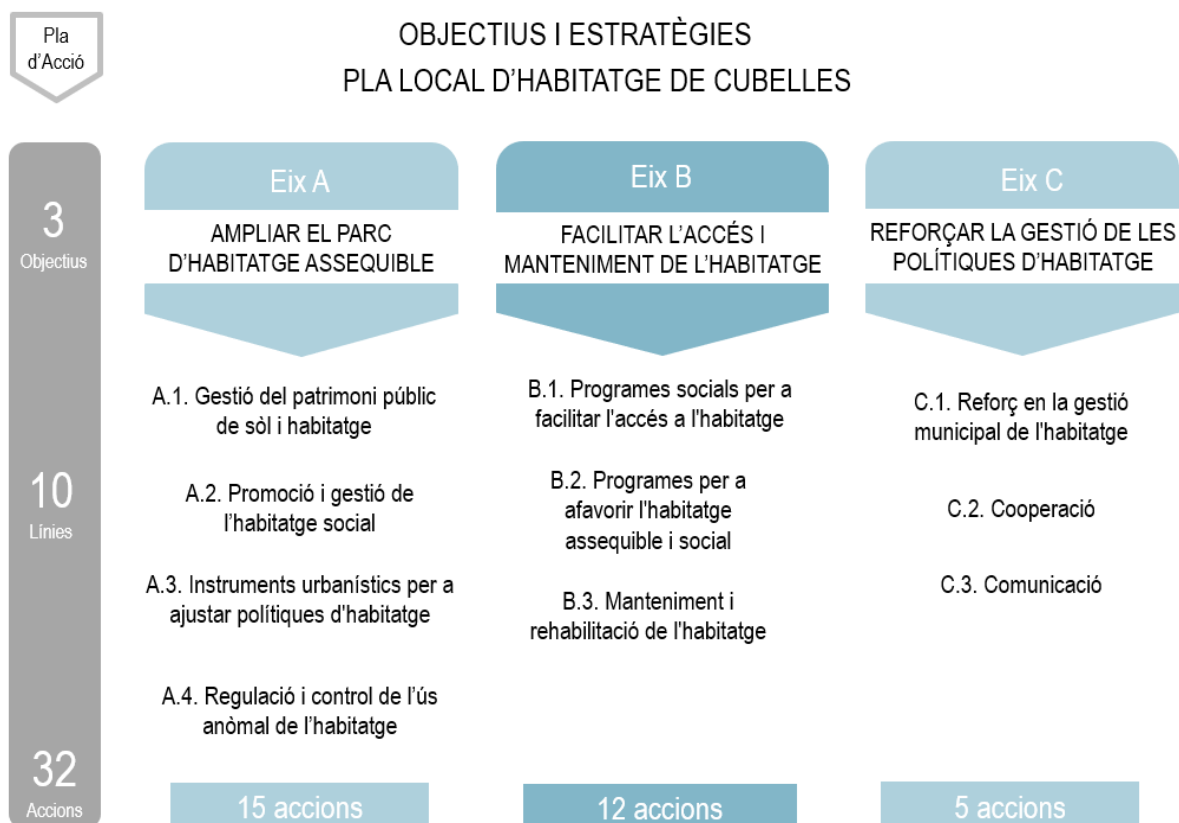 Pla
d'Acció
OBJECTIUS I ESTRATÈGIES
PLA LOCAL D'HABITATGE DE CUBELLES
3
Objectius
10
Línies
32
Accions
Eix A
AMPLIAR EL PARC
D'HABITATGE ASSEQUIBLE
A.1. Gestió del patrimoni públic
de sòl i habitatge
A.2. Promoció i gestió de
l'habitatge social
A.3. Instruments urbanístics per a
ajustar polítiques d'habitatge
A.4. Regulació i control de l'ús
anòmal de l'habitatge
15 accions
Eix B
FACILITAR L'ACCÉS I
MANTENIMENT DE L'HABITATGE
B.1. Programes socials per a
facilitar l'accés a l'habitatge
B.2. Programes per a
afavorir l'habitatge
assequible i social
B.3. Manteniment i
rehabilitació de l'habitatge
12 accions
Eix C
REFORÇAR LA GESTIÓ DE LES
POLÍTIQUES D'HABITATGE
C.1. Reforç en la gestió
municipal de l'habitatge
C.2. Cooperació
C.3. Comunicació
5 accions